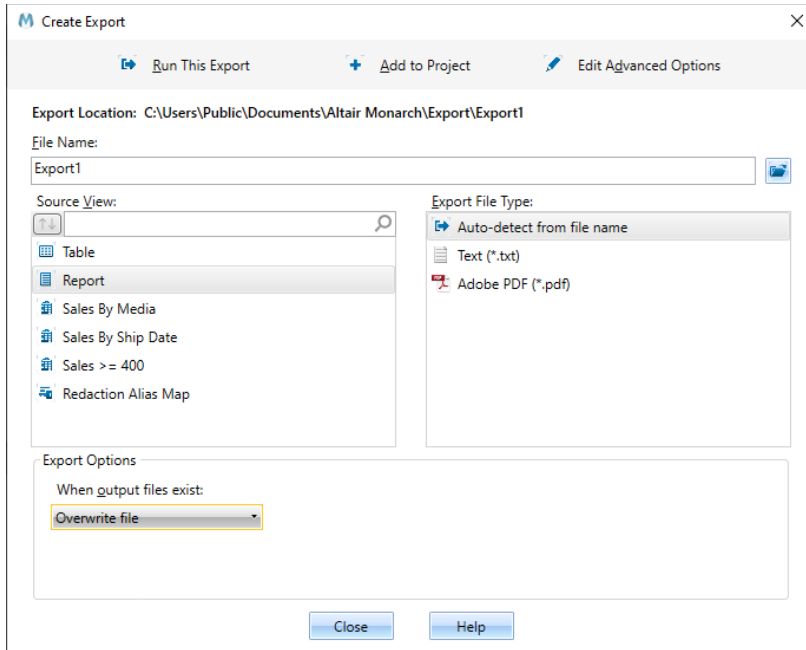 Create Export
Run This Export Add to Project Edit Advanced Options
Export Location: C:\Users\Public\Documents\Altair Monarch\Export\Export1
File Name:
Export1
Source View:
Table
Report
Sales By Media
Sales By Ship Date
Sales >= 400
Redaction Alias Map
Export File Type:
Auto-detect from file name
Text (*.txt)
Adobe PDF (*.pdf)
Export Options
When output files exist:
Overwrite file
Close Help